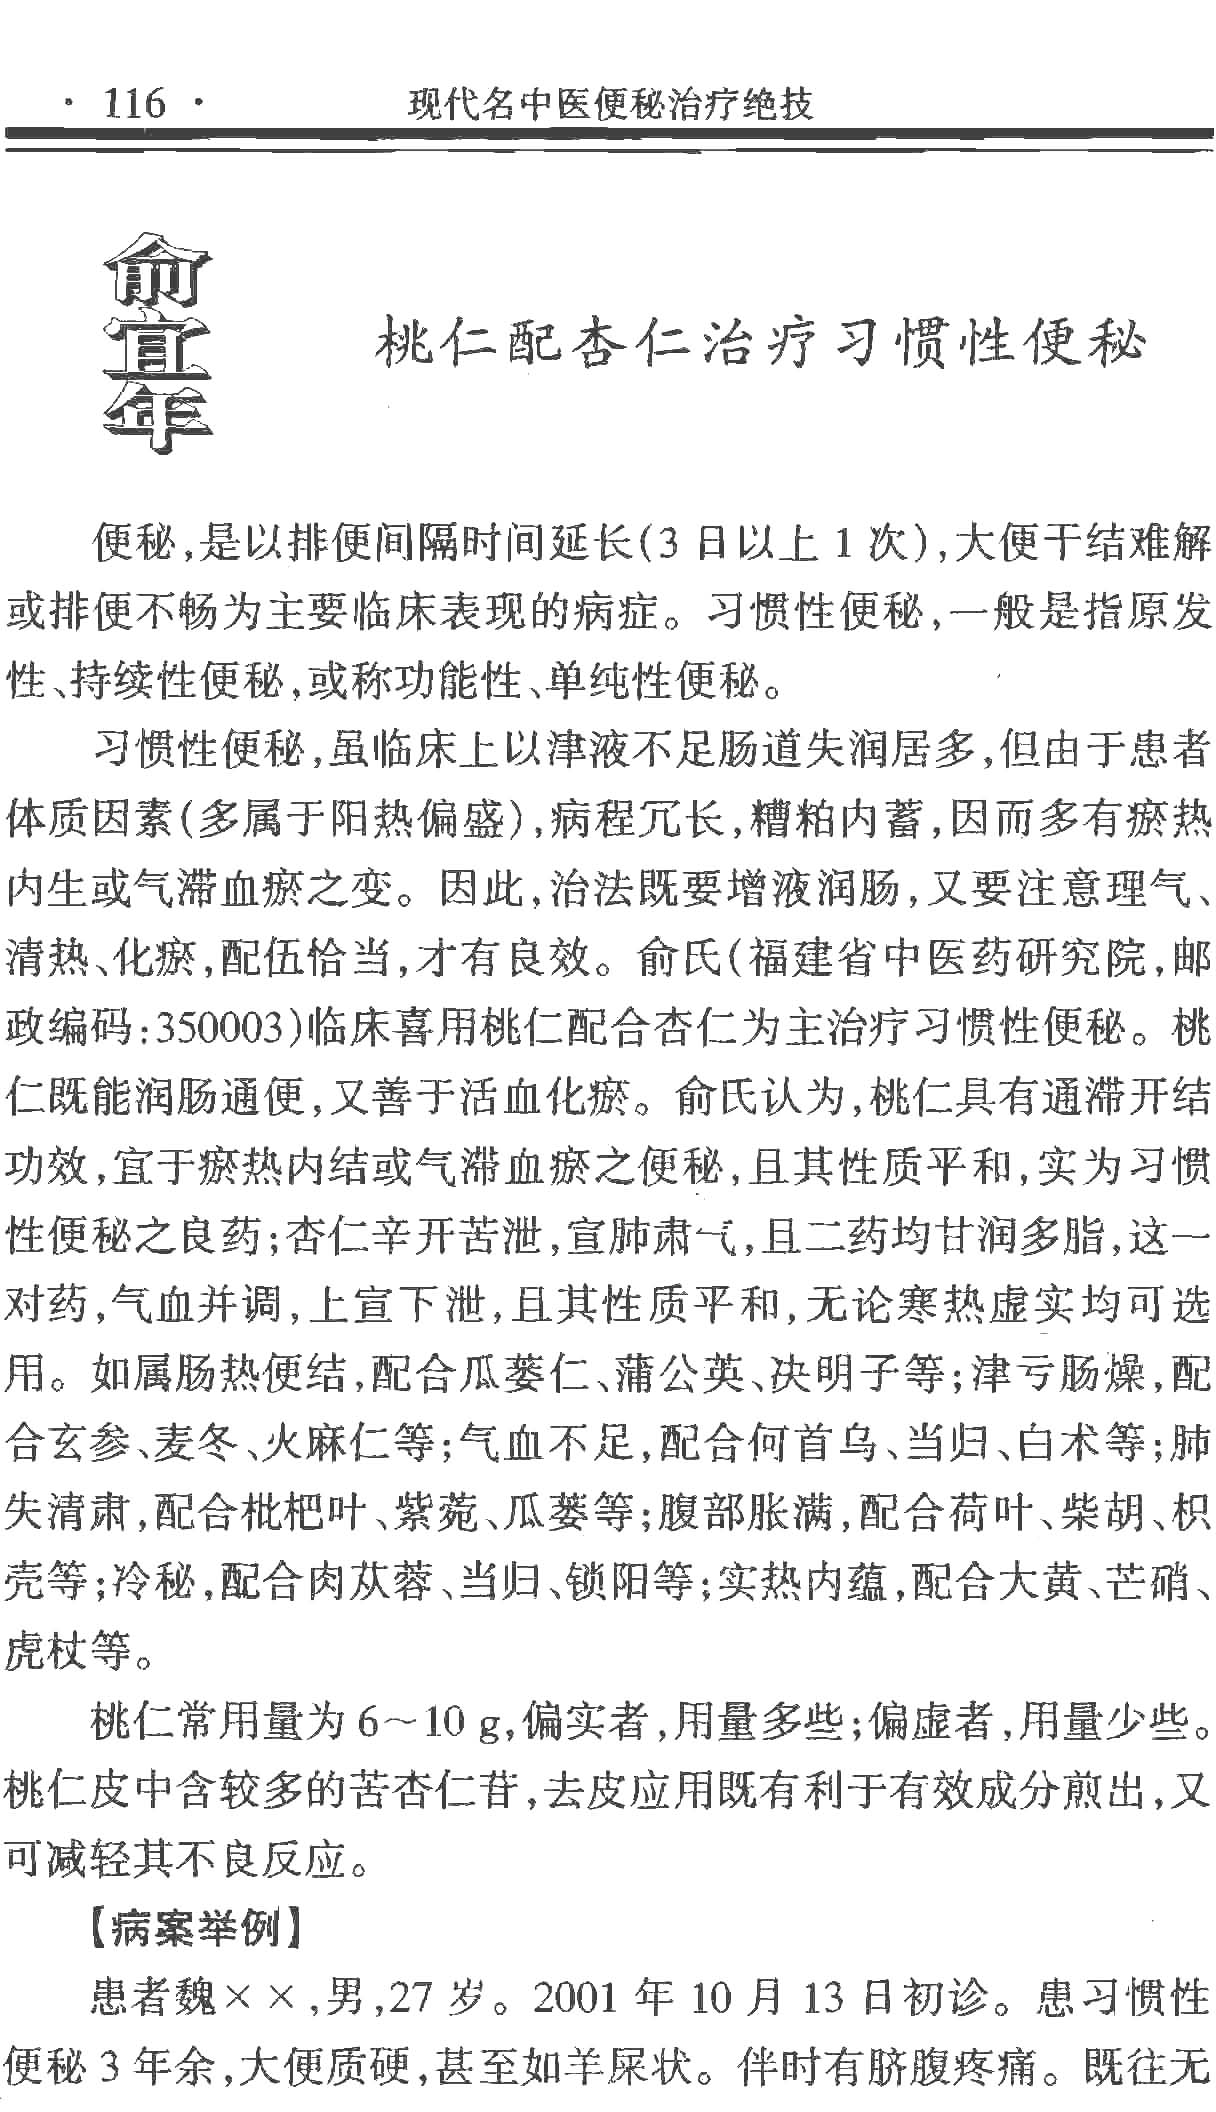 · 116 · 现代名中医便秘治疗绝技
俞宜年
桃仁配杏仁治疗习惯性便秘
便秘,是以排便间隔时间延长(3 日以上 1 次),大便干结难解
或排便不畅为主要临床表现的病症。习惯性便秘,一般是指原发
性、持续性便秘,或称功能性、单纯性便秘。
习惯性便秘,虽临床上以津液不足肠道失润居多,但由于患者
体质因素(多属于阳热偏盛),病程冗长,糟粕内蓄,因而多有瘀热
内生或气滞血瘀之变。因此,治法既要增液润肠,又要注意理气、
清热、化瘀,配伍恰当,才有良效。俞氏(福建省中医药研究院,邮
政编码:350003)临床喜用桃仁配合杏仁为主治疗习惯性便秘。桃
仁既能润肠通便,又善于活血化瘀。俞氏认为,桃仁具有通滞开结
功效,宜于瘀热内结或气滞血瘀之便秘,且其性质平和,实为习惯
性便秘之良药;杏仁辛开苦泄,宣肺肃气,且二药均甘润多脂,这一
对药,气血并调,上宣下泄,且其性质平和,无论寒热虚实均可选
用。如属肠热便结,配合瓜蒌仁、蒲公英、决明子等;津亏肠燥,配
合玄参、麦冬、火麻仁等;气血不足,配合何首乌、当归、白术等;肺
失清肃,配合枇杷叶、紫菀、瓜蒌等;腹部胀满,配合荷叶、柴胡、枳
壳等;冷秘,配合肉苁蓉、当归、锁阳等;实热内蕴,配合大黄、芒硝、
虎杖等。
桃仁常用量为 6～10 g,偏实者,用量多些;偏虚者,用量少些。
桃仁皮中含较多的苦杏仁苷,去皮应用既有利于有效成分煎出,又
可减轻其不良反应。
【病案举例】
患者魏××,男,27 岁。2001 年 10 月 13 日初诊。患习惯性
便秘 3 年余,大便质硬,甚至如羊屎状。伴时有脐腹疼痛。既往无